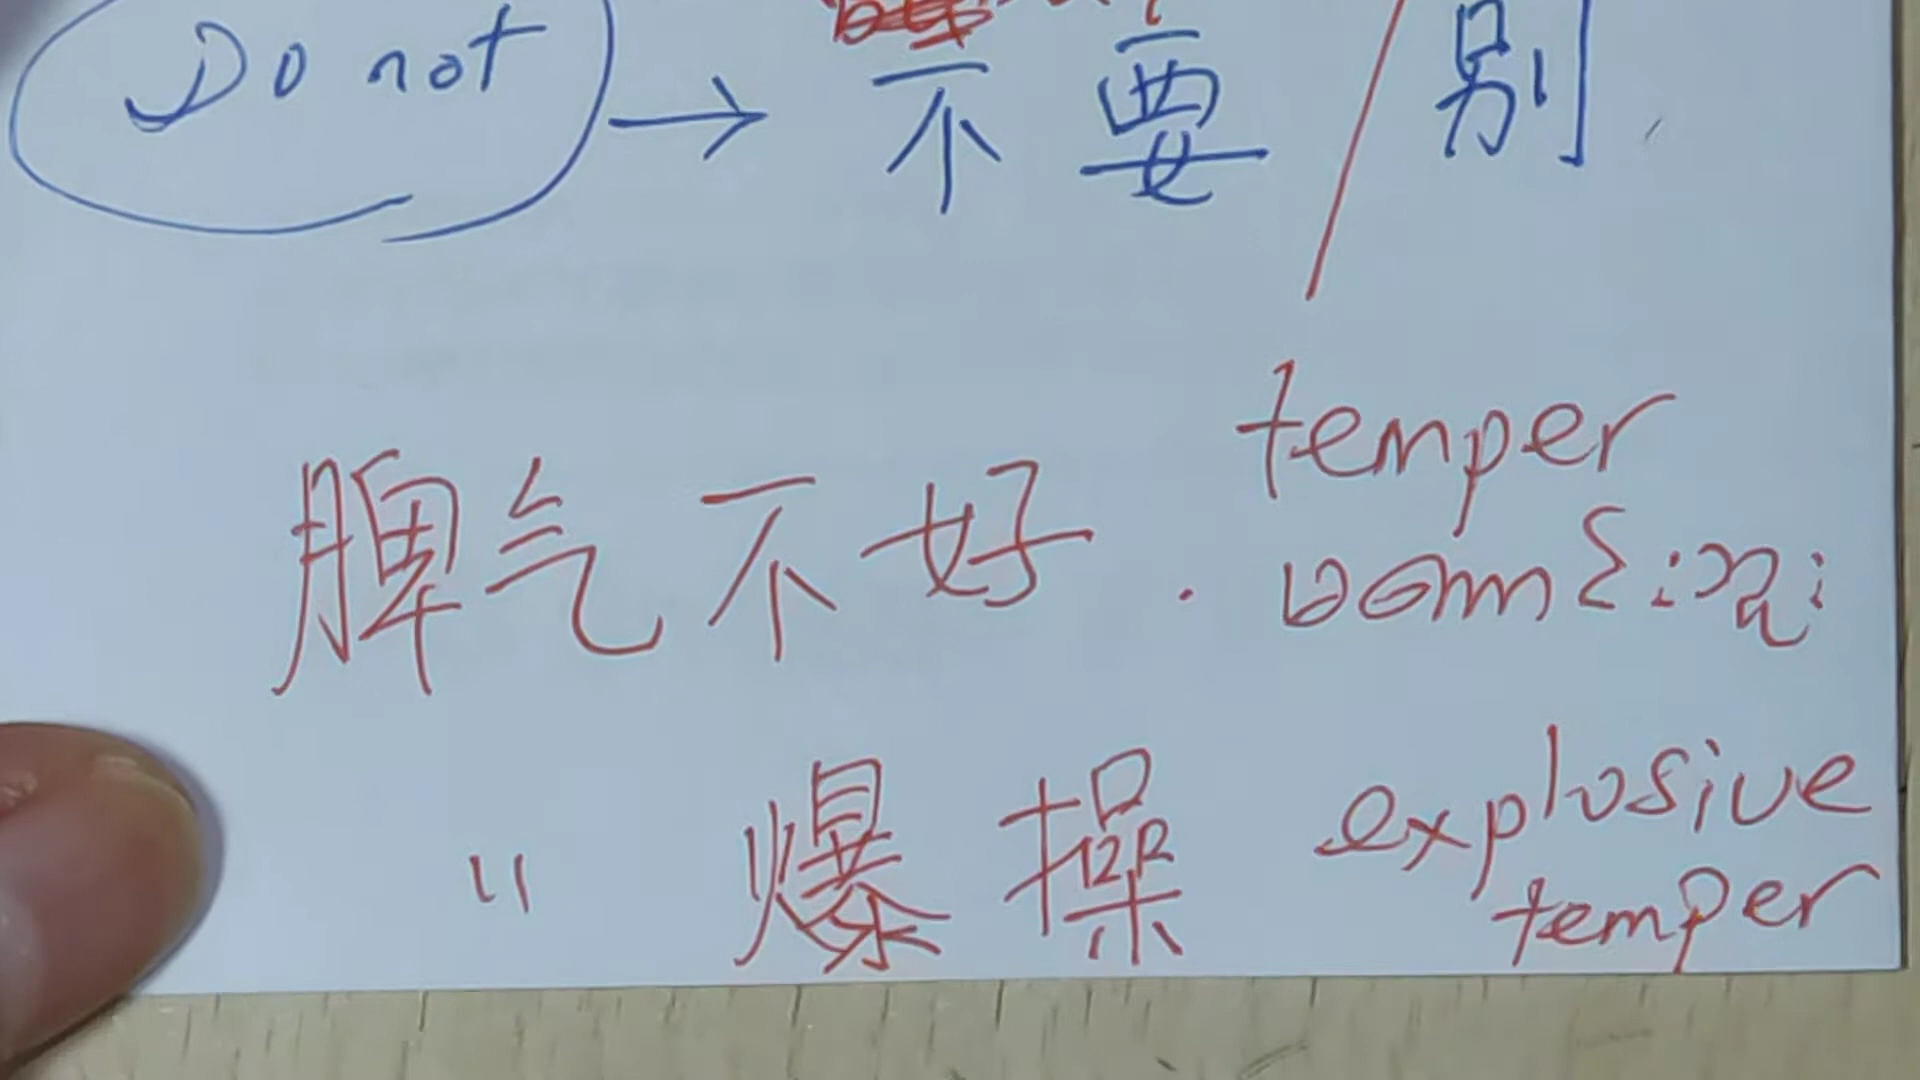 Do not → 不要 / 别
脾气不好. temper
〃 爆操 explosive
temper